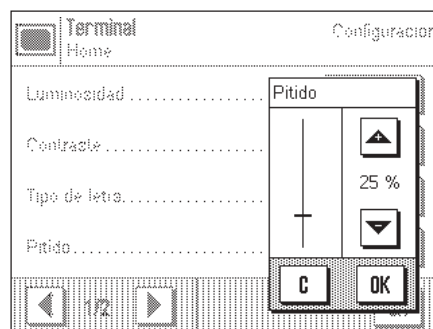 Terminal
Home
Configuracion
Luminosidad
Contraste
Tipo de letra
Pitido
1/2
Pitido
25 %
C
OK